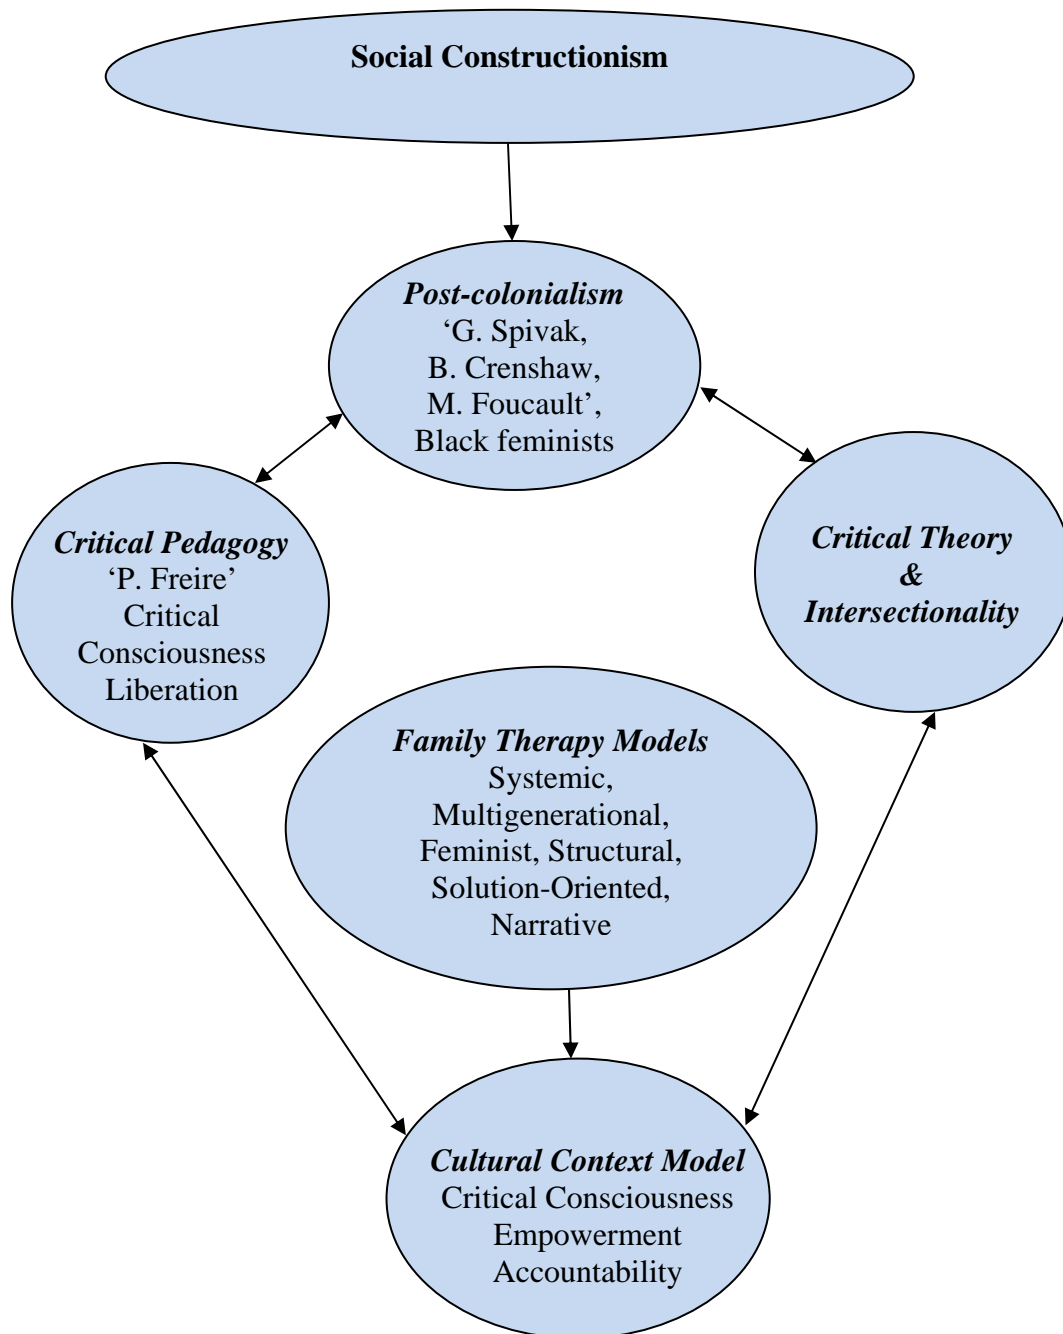 Social Constructionism
Post-colonialism
‘G. Spivak,
B. Crenshaw,
M. Foucault’,
Black feminists
Critical Pedagogy
‘P. Freire’
Critical
Consciousness
Liberation
Critical Theory
&
Intersectionality
Family Therapy Models
Systemic,
Multigenerational,
Feminist, Structural,
Solution-Oriented,
Narrative
Cultural Context Model
Critical Consciousness
Empowerment
Accountability